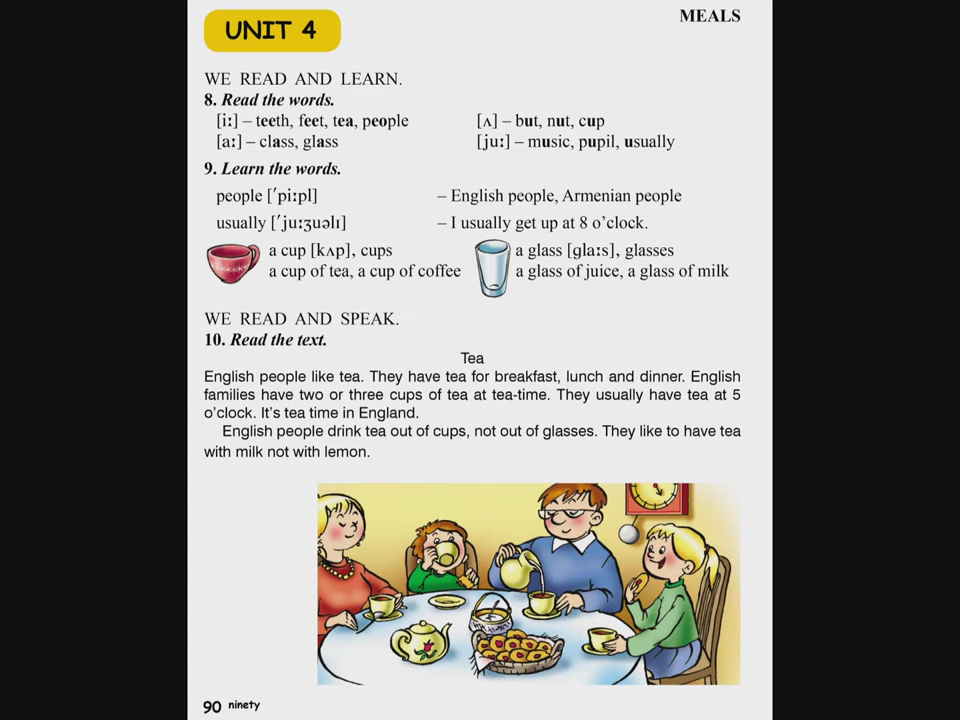 UNIT 4
MEALS
WE READ AND LEARN.
8. Read the words.
[iː] – teeth, feet, tea, people
[ʌ] – but, nut, cup
[aː] – class, glass
[juː] – music, pupil, usually
9. Learn the words.
people [ˈpiːpl] – English people, Armenian people
usually [ˈjuːʒuəlɪ] – I usually get up at 8 o’clock.
a cup [kʌp], cups
a cup of tea, a cup of coffee
a glass [glaːs], glasses
a glass of juice, a glass of milk
WE READ AND SPEAK.
10. Read the text.
Tea
English people like tea. They have tea for breakfast, lunch and dinner. English
families have two or three cups of tea at tea-time. They usually have tea at 5
o’clock. It’s tea time in England.
English people drink tea out of cups, not out of glasses. They like to have tea
with milk not with lemon.
90 ninety